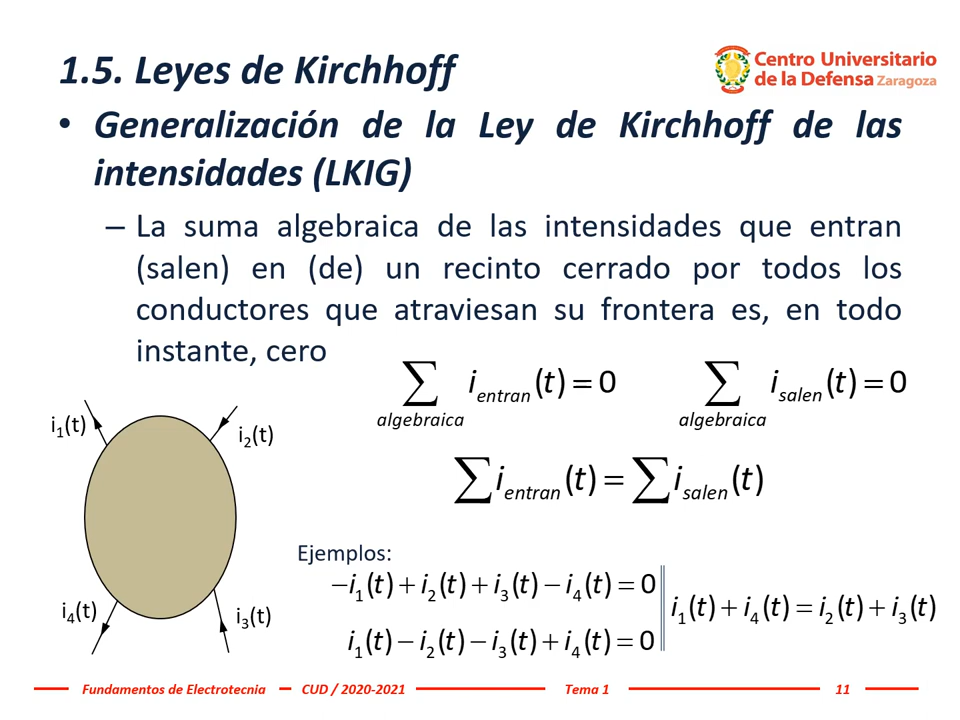 1.5. Leyes de Kirchhoff
Centro Universitario
de la Defensa Zaragoza
• Generalización de la Ley de Kirchhoff de las
intensidades (LKIG)
– La suma algebraica de las intensidades que entran
(salen) en (de) un recinto cerrado por todos los
conductores que atraviesan su frontera es, en todo
instante, cero
∑ i_entran (t) = 0
algebraica
∑ i_salen (t) = 0
algebraica
∑ i_entran (t) = ∑ i_salen (t)
i₁(t)
i₂(t)
i₄(t)
i₃(t)
Ejemplos:
−i₁(t) + i₂(t) + i₃(t) − i₄(t) = 0
i₁(t) − i₂(t) − i₃(t) + i₄(t) = 0
i₁(t) + i₄(t) = i₂(t) + i₃(t)
Fundamentos de Electrotecnia CUD / 2020-2021 Tema 1 11